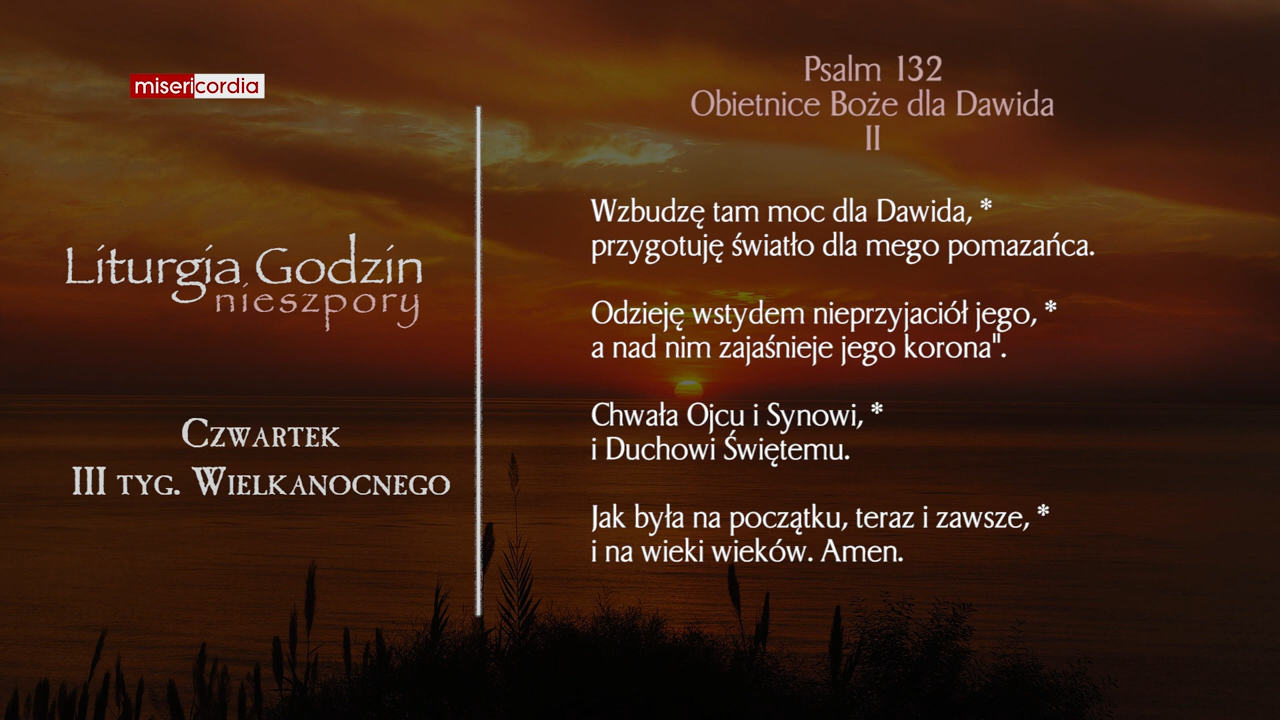 misericordia
Liturgia Godzin
nieszpory
Czwartek
III tyg. Wielkanocnego
Psalm 132
Obietnice Boże dla Dawida
II
Wzbudzę tam moc dla Dawida, *
przygotuję światło dla mego pomazańca.
Odzieję wstydem nieprzyjaciół jego, *
a nad nim zajaśnieje jego korona".
Chwała Ojcu i Synowi, *
i Duchowi Świętemu.
Jak była na początku, teraz i zawsze, *
i na wieki wieków. Amen.